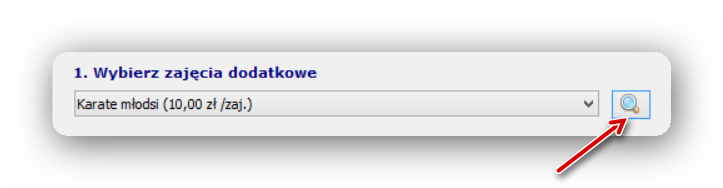 1. Wybierz zajęcia dodatkowe
Karate młodsi (10,00 zł /zaj.)